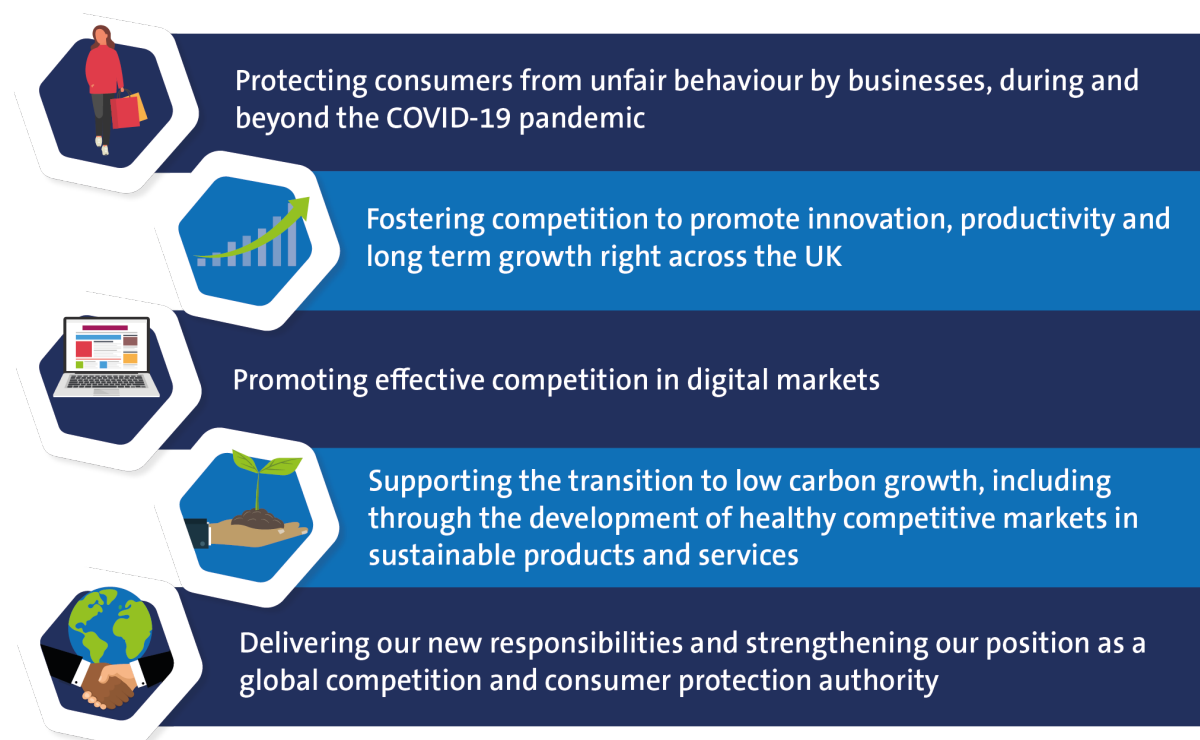 Protecting consumers from unfair behaviour by businesses, during and
beyond the COVID-19 pandemic
Fostering competition to promote innovation, productivity and
long term growth right across the UK
Promoting effective competition in digital markets
Supporting the transition to low carbon growth, including
through the development of healthy competitive markets in
sustainable products and services
Delivering our new responsibilities and strengthening our position as a
global competition and consumer protection authority